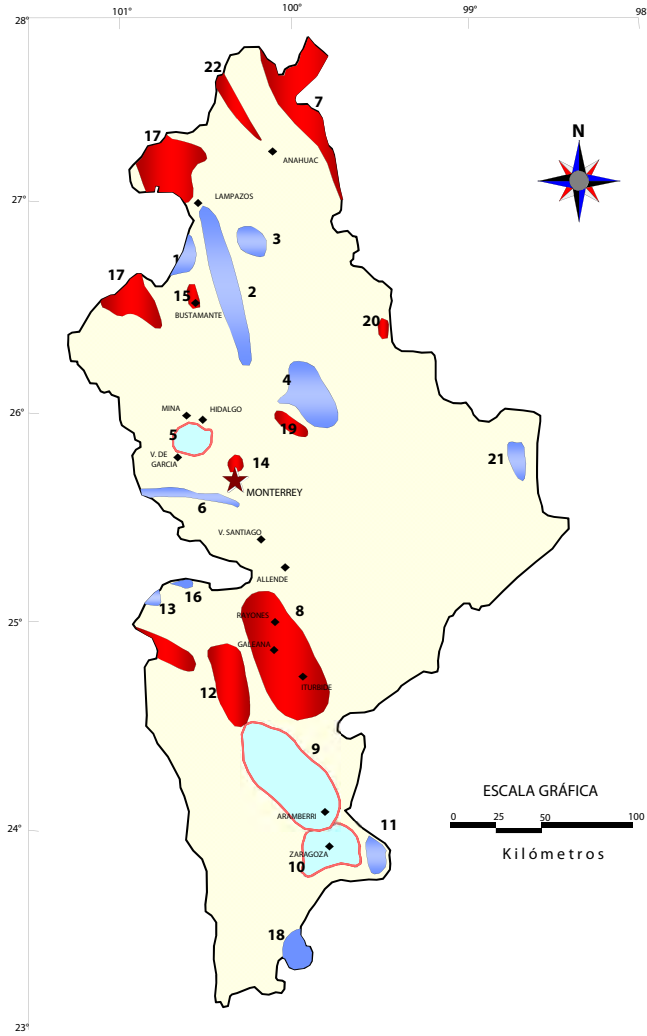 101°
100°
99°
98
28°
22
7
17
ANAHUAC
N
27°
LAMPAZOS
3
1
17
2
15
BUSTAMANTE
20
4
26°
MINA
HIDALGO
5
19
V. DE
GARCIA
14
21
MONTERREY
6
V. SANTIAGO
ALLENDE
16
13
8
25°
RAYONES
GALEANA
12
ITURBIDE
9
ESCALA GRÁFICA
0 25 50 100
Kilómetros
ARAMBERRI
11
24°
ZARAGOZA
10
18
23°